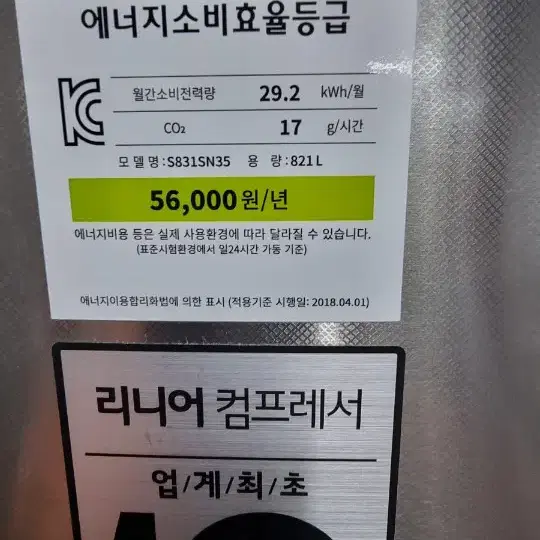 에너지소비효율등급
월간소비전력량 29.2 kWh/월
CO₂ 17 g/시간
모 델 명 : S831SN35 용 량 : 821 L
56,000원/년
에너지비용 등은 실제 사용환경에 따라 달라질 수 있습니다.
(표준시험환경에서 일24시간 가동 기준)
에너지이용합리화법에 의한 표시 (적용기준 시행일: 2018.04.01)
리니어 컴프레서
업/계/최/초